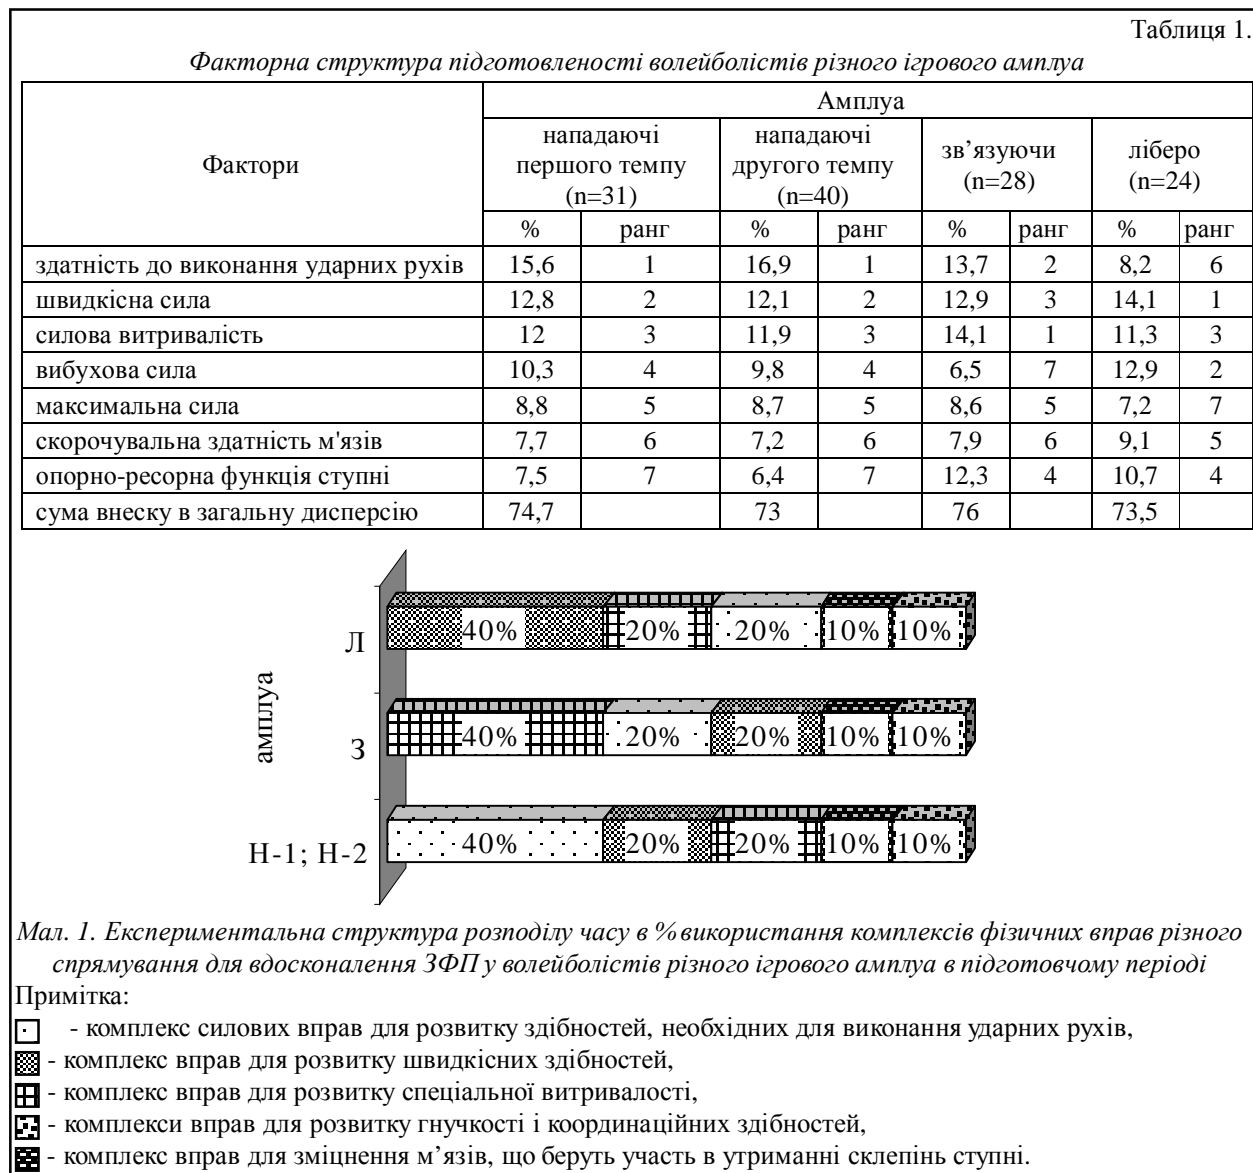 Таблиця 1.
Факторна структура підготовленості волейболістів різного ігрового амплуа
Фактори
Амплуа
нападаючі першого темпу (n=31)
нападаючі другого темпу (n=40)
зв’язуючи (n=28)
ліберо (n=24)
% ранг % ранг % ранг % ранг
здатність до виконання ударних рухів 15,6 1 16,9 1 13,7 2 8,2 6
швидкісна сила 12,8 2 12,1 2 12,9 3 14,1 1
силова витривалість 12 3 11,9 3 14,1 1 11,3 3
вибухова сила 10,3 4 9,8 4 6,5 7 12,9 2
максимальна сила 8,8 5 8,7 5 8,6 5 7,2 7
скорочувальна здатність м'язів 7,7 6 7,2 6 7,9 6 9,1 5
опорно-ресорна функція ступні 7,5 7 6,4 7 12,3 4 10,7 4
сума внеску в загальну дисперсію 74,7 73 76 73,5
амплуа
Л 40% 20% 20% 10% 10%
З 40% 20% 20% 10% 10%
Н-1; Н-2 40% 20% 20% 10% 10%
Мал. 1. Експериментальна структура розподілу часу в % використання комплексів фізичних вправ різного
спрямування для вдосконалення ЗФП у волейболістів різного ігрового амплуа в підготовчому періоді
Примітка:
- комплекс силових вправ для розвитку здібностей, необхідних для виконання ударних рухів,
- комплекс вправ для розвитку швидкісних здібностей,
- комплекс вправ для розвитку спеціальної витривалості,
- комплекси вправ для розвитку гнучкості і координаційних здібностей,
- комплекс вправ для зміцнення м’язів, що беруть участь в утриманні склепінь ступні.